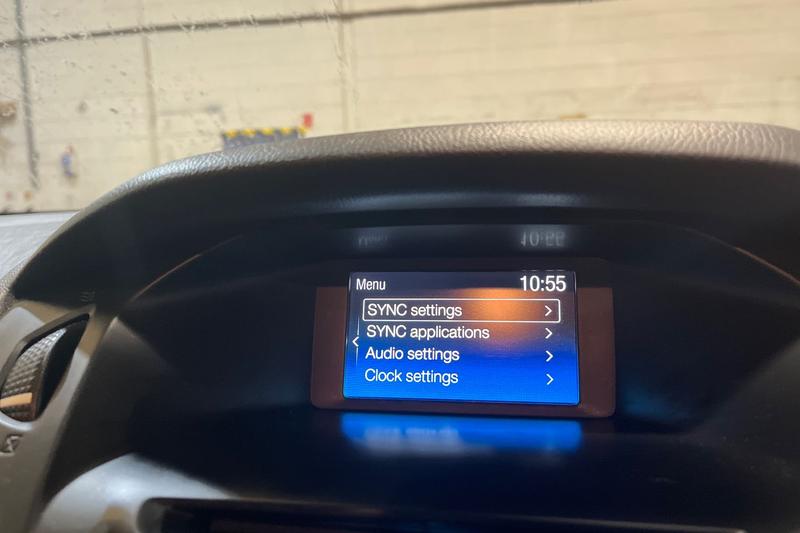 Menu 10:55
SYNC settings
SYNC applications
Audio settings
Clock settings